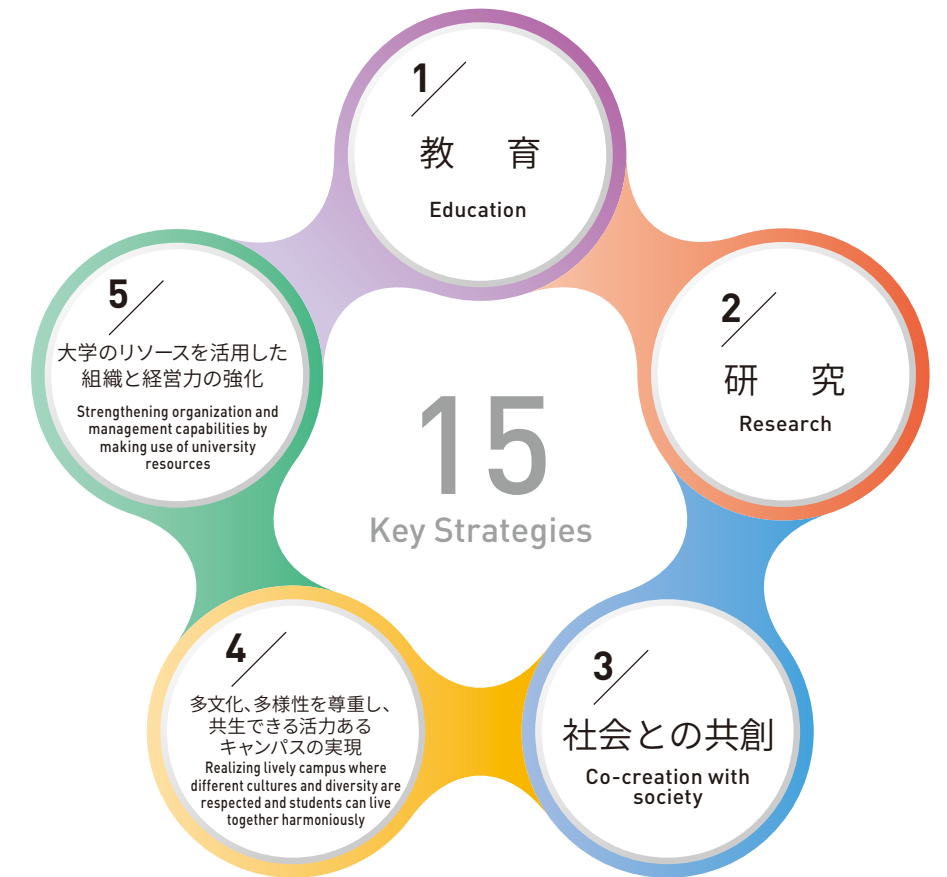 1
教 育
Education
2
研 究
Research
3
社会との共創
Co-creation with
society
4
多文化、多様性を尊重し、
共生できる活力ある
キャンパスの実現
Realizing lively campus where
different cultures and diversity are
respected and students can live
together harmoniously
5
大学のリソースを活用した
組織と経営力の強化
Strengthening organization and
management capabilities by
making use of university
resources
15
Key Strategies